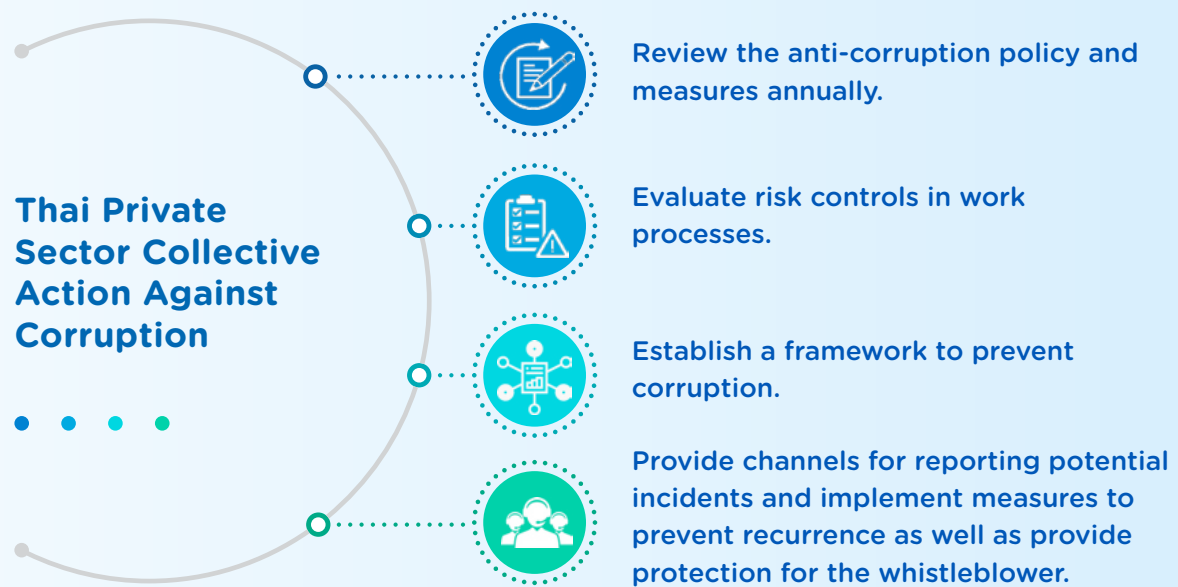 Thai Private
Sector Collective
Action Against
Corruption
Review the anti-corruption policy and
measures annually.
Evaluate risk controls in work
processes.
Establish a framework to prevent
corruption.
Provide channels for reporting potential
incidents and implement measures to
prevent recurrence as well as provide
protection for the whistleblower.